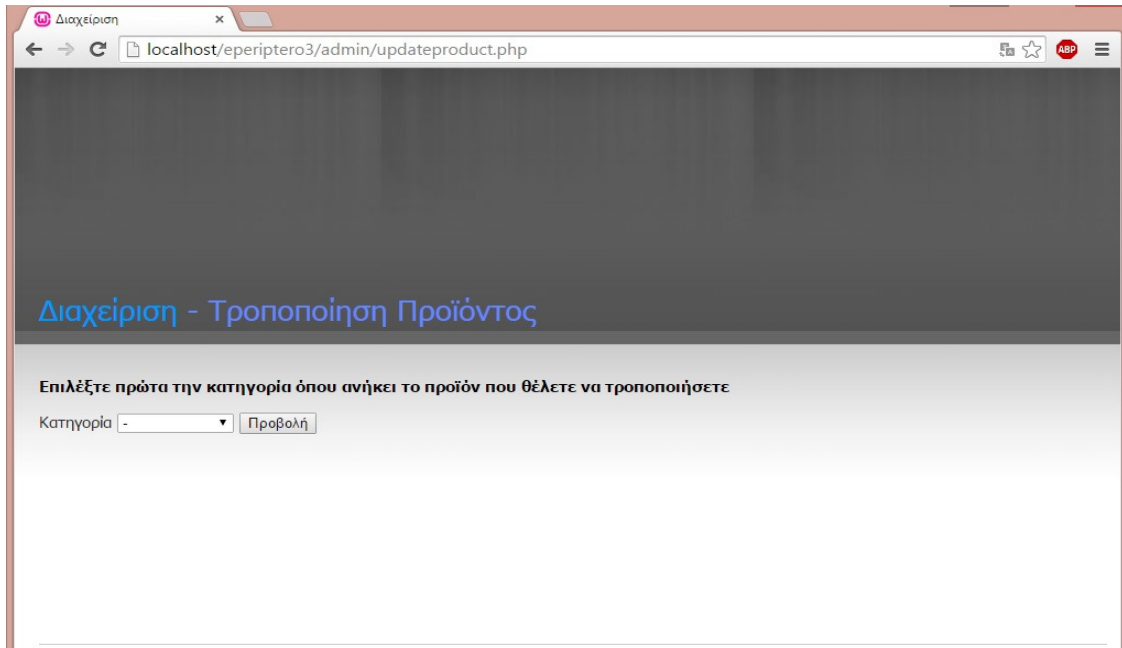 Διαχείριση
localhost/eperiptero3/admin/updateproduct.php
ABP
Διαχείριση - Τροποποίηση Προϊόντος
Επιλέξτε πρώτα την κατηγορία όπου ανήκει το προϊόν που θέλετε να τροποποιήσετε
Κατηγορία - Προβολή